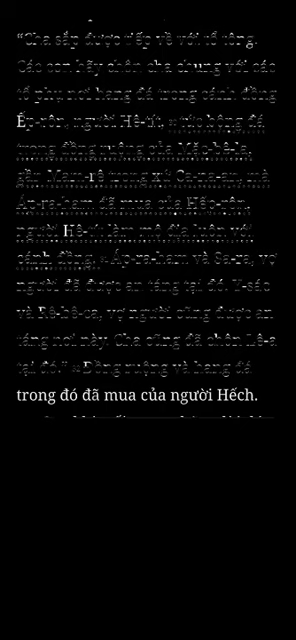 “Cha sắp được tiếp về với tổ tông.
Các con hãy chôn cha chung với các
tổ phụ nơi hang đá trong cánh đồng
Ép-rôn, người Hê-tít,
trong đồng ruộng của Mạc-bê-la,
gần Mam-rê trong xứ Ca-na-an, mà
Áp-ra-ham đã mua của
người Hê-tít làm mộ địa luôn với
cánh đồng. Áp-ra-ham và Sa-ra, vợ
người đã được an táng tại đó. Y-sác
và Rê-bê-ca, vợ người cũng được an
táng nơi này. Cha cũng đã chôn Lê-a
tại đó.” Đồng ruộng và hang đá
trong đó đã mua của người Hếch.